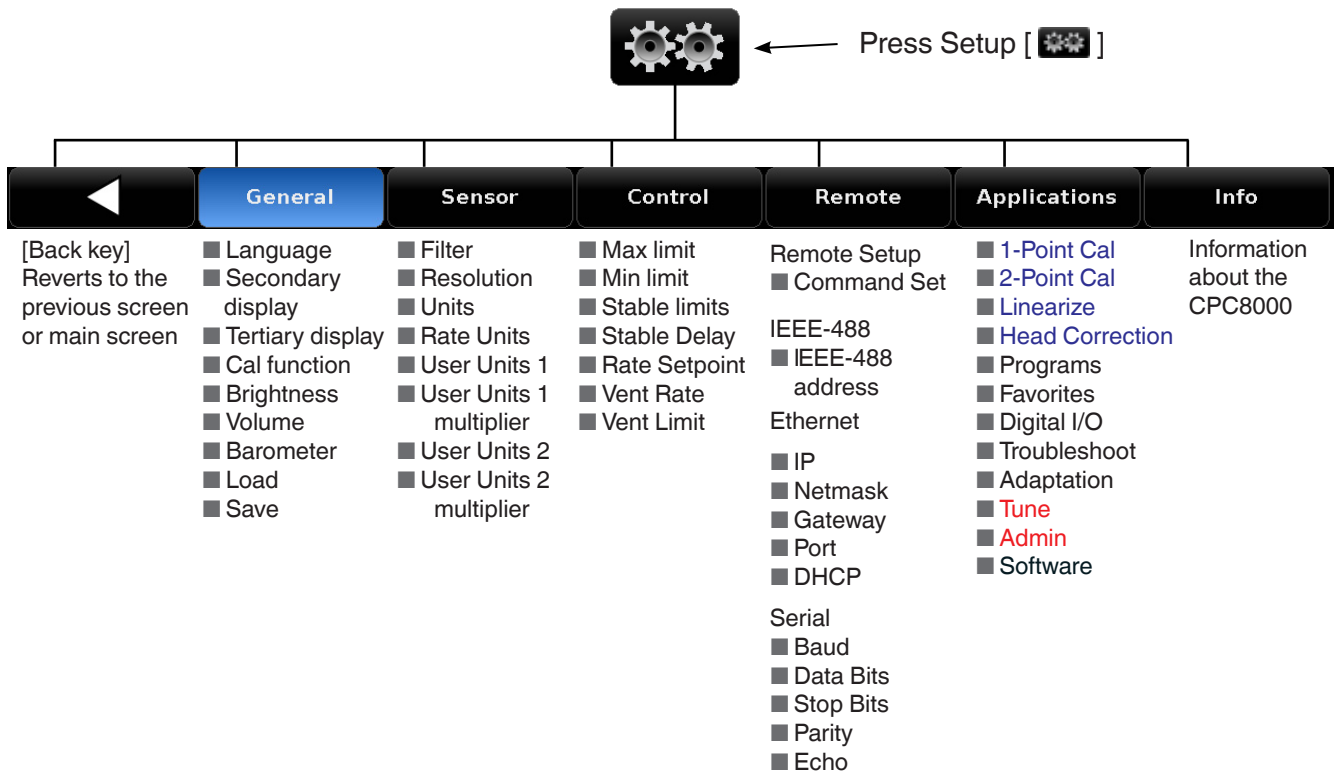 Press Setup [ ]
General
Sensor
Control
Remote
Applications
Info
[Back key]
Reverts to the
previous screen
or main screen
Language
Secondary
display
Tertiary display
Cal function
Brightness
Volume
Barometer
Load
Save
Filter
Resolution
Units
Rate Units
User Units 1
User Units 1
multiplier
User Units 2
User Units 2
multiplier
Max limit
Min limit
Stable limits
Stable Delay
Rate Setpoint
Vent Rate
Vent Limit
Remote Setup
Command Set
IEEE-488
IEEE-488
address
Ethernet
IP
Netmask
Gateway
Port
DHCP
Serial
Baud
Data Bits
Stop Bits
Parity
Echo
1-Point Cal
2-Point Cal
Linearize
Head Correction
Programs
Favorites
Digital I/O
Troubleshoot
Adaptation
Tune
Admin
Software
Information
about the
CPC8000